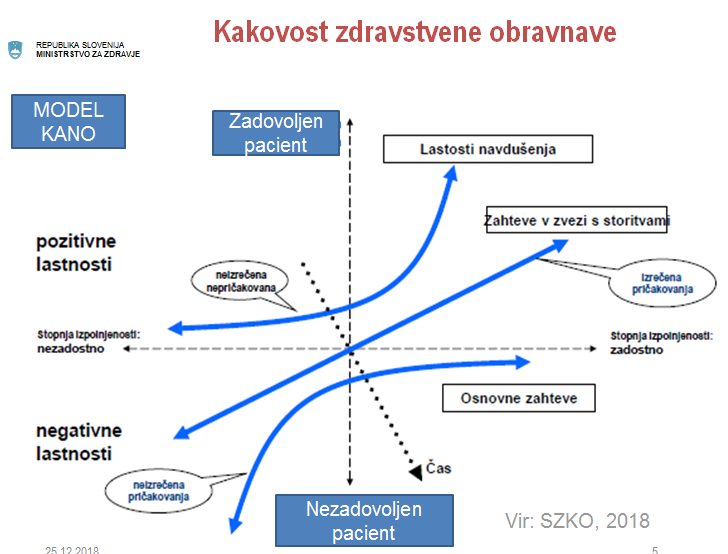 Kakovost zdravstvene obravnave
REPUBLIKA SLOVENIJA
MINISTRSTVO ZA ZDRAVJE
MODEL
KANO
Zadovoljen
pacient
Lastosti navdušenja
Zahteve v zvezi s storitvami
pozitivne
lastnosti
neizrečena
nepričakovana
izrečena
pričakovanja
Stopnja izpolnjenosti:
nezadostno
Stopnja izpolnjenosti:
zadostno
Osnovne zahteve
negativne
lastnosti
Čas
neizrečena
pričakovanja
Nezadovoljen
pacient
Vir: SZKO, 2018
25.12.2018
5